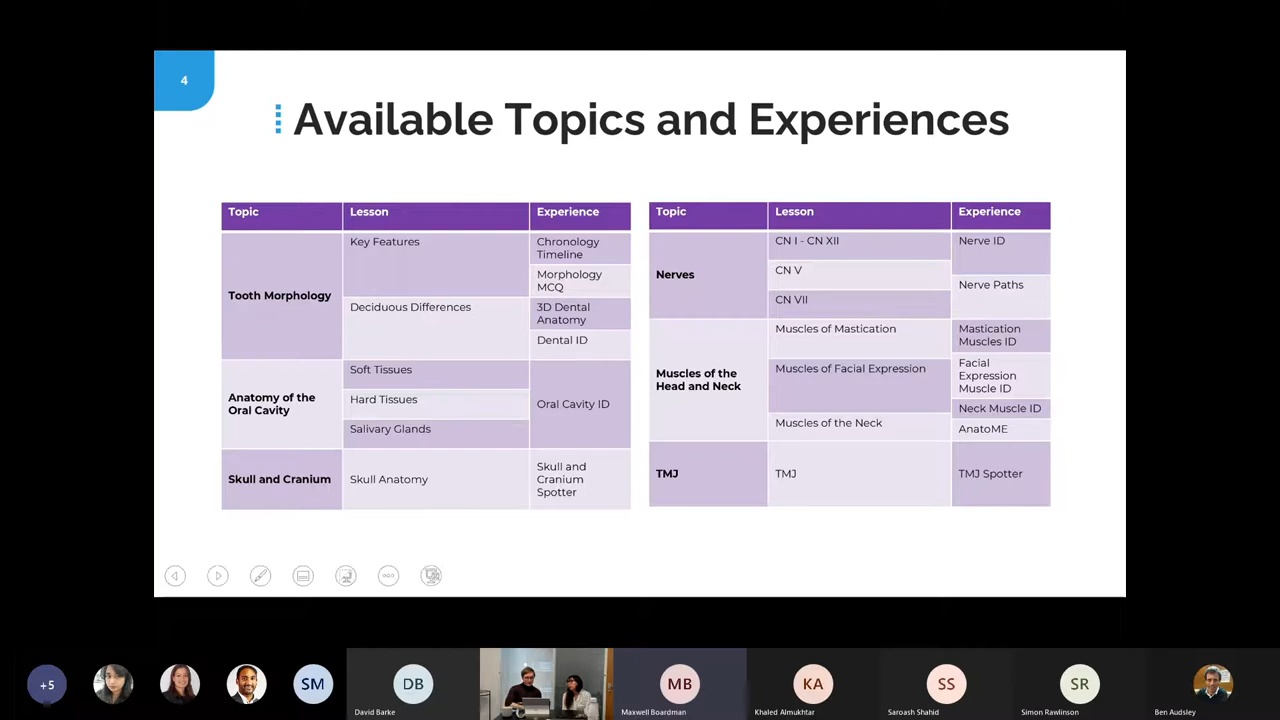 4
Available Topics and Experiences
Topic
Lesson
Experience
Tooth Morphology
Key Features
Chronology
Timeline
Morphology
MCQ
Deciduous Differences
3D Dental
Anatomy
Dental ID
Anatomy of the
Oral Cavity
Soft Tissues
Hard Tissues
Salivary Glands
Oral Cavity ID
Skull and Cranium
Skull Anatomy
Skull and
Cranium
Spotter
Topic
Lesson
Experience
Nerves
CN I - CN XII
CN V
CN VII
Nerve ID
Nerve Paths
Muscles of the
Head and Neck
Muscles of Mastication
Mastication
Muscles ID
Muscles of Facial Expression
Facial
Expression
Muscle ID
Neck Muscle ID
Muscles of the Neck
AnatoME
TMJ
TMJ
TMJ Spotter
+5
SM
DB
David Barke
MB
Maxwell Boardman
KA
Khaled Almukhtar
SS
Saroash Shahid
SR
Simon Rawlinson
Ben Audsley